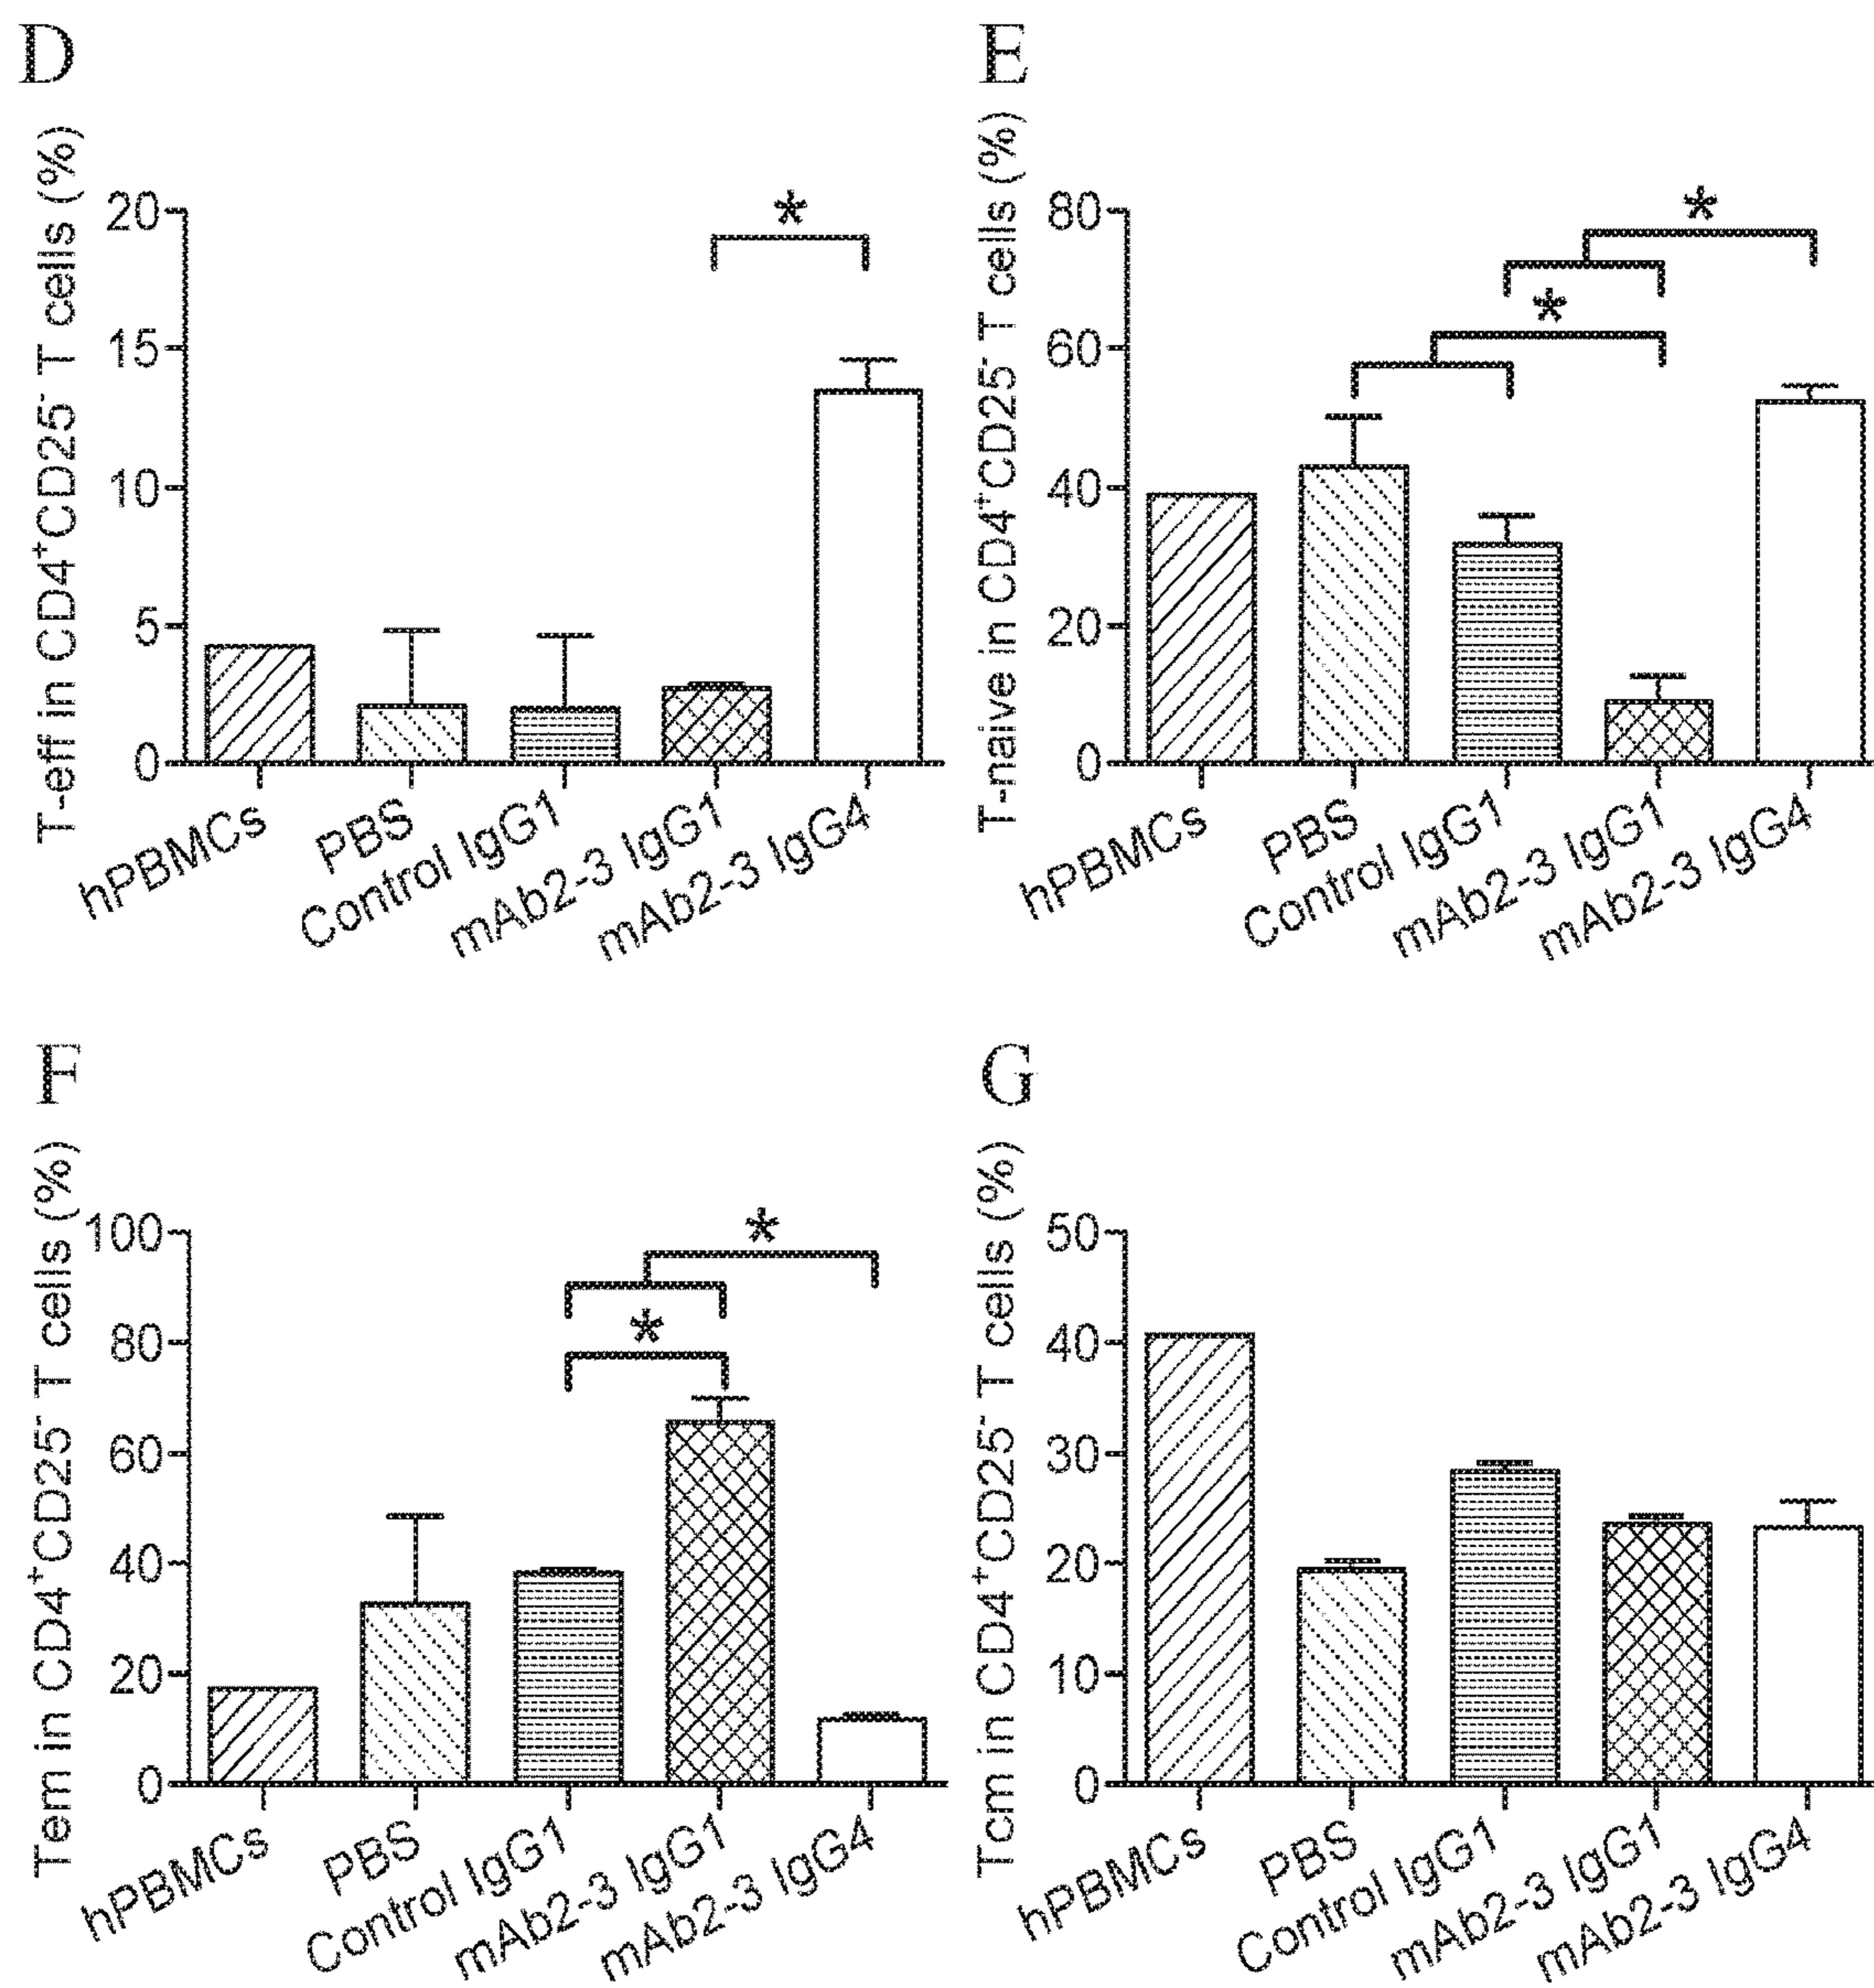 D
T-eff in CD4⁺CD25⁻ T cells (%)
20
15
10
5
0
*
hPBMCs
PBS
Control IgG1
mAb2-3 IgG1
mAb2-3 IgG4
E
T-naive in CD4⁺CD25⁻ T cells (%)
80
60
40
20
0
*
*
hPBMCs
PBS
Control IgG1
mAb2-3 IgG1
mAb2-3 IgG4
F
Tem in CD4⁺CD25⁻ T cells (%)
100
80
60
40
20
0
*
*
hPBMCs
PBS
Control IgG1
mAb2-3 IgG1
mAb2-3 IgG4
G
Tcm in CD4⁺CD25⁻ T cells (%)
50
40
30
20
10
0
hPBMCs
PBS
Control IgG1
mAb2-3 IgG1
mAb2-3 IgG4